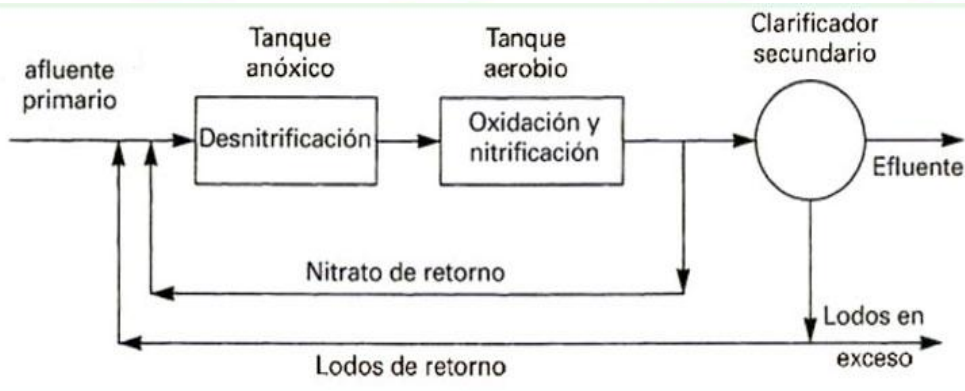 afluente
primario
Tanque
anóxico
Desnitrificación
Tanque
aerobio
Oxidación y
nitrificación
Clarificador
secundario
Efluente
Nitrato de retorno
Lodos de retorno
Lodos en
exceso